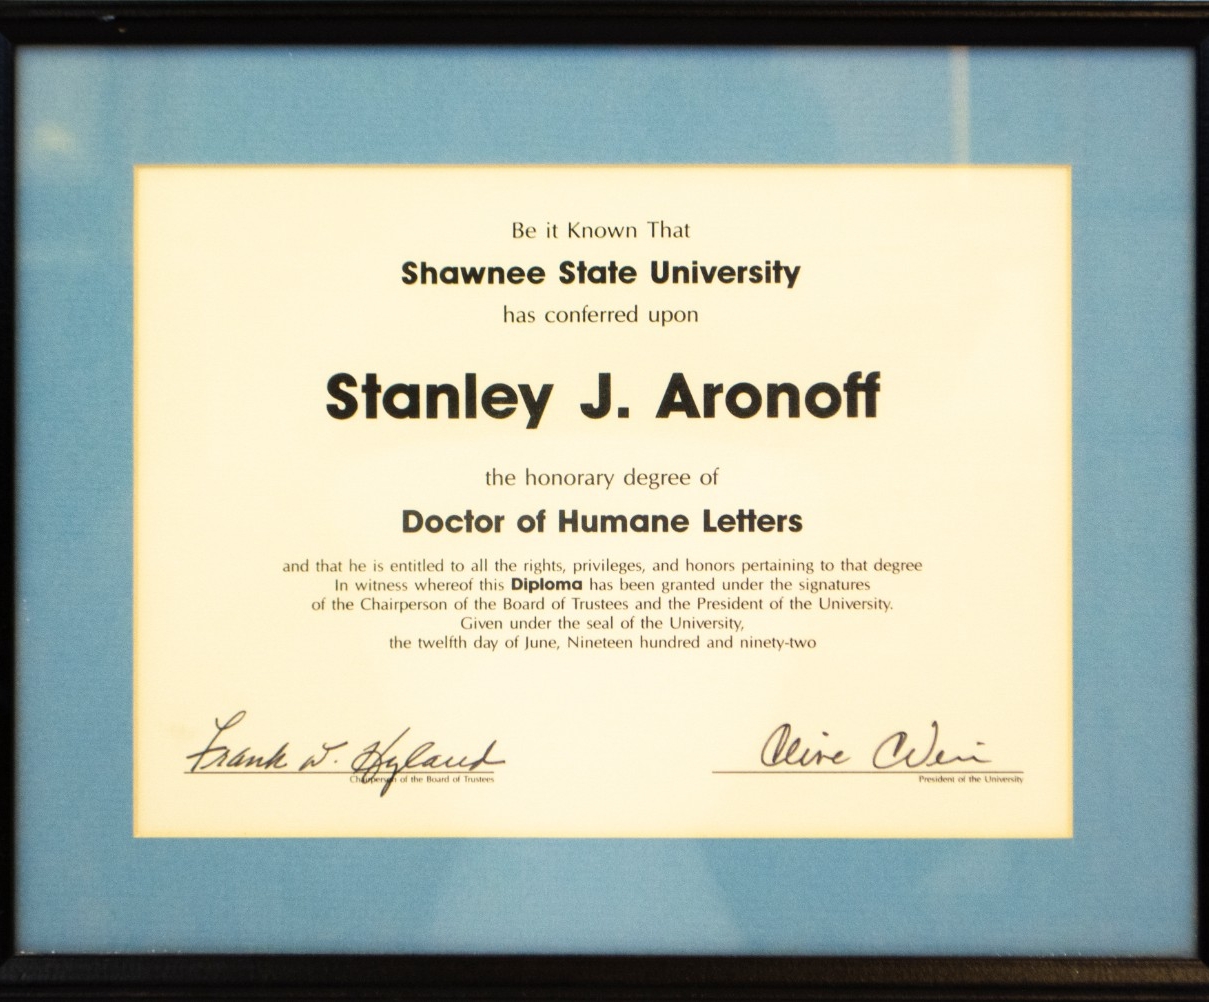 Be it Known That
Shawnee State University
has conferred upon
Stanley J. Aronoff
the honorary degree of
Doctor of Humane Letters
and that he is entitled to all the rights, privileges, and honors pertaining to that degree
In witness whereof this Diploma has been granted under the signatures
of the Chairperson of the Board of Trustees and the President of the University.
Given under the seal of the University,
the twelfth day of June, Nineteen hundred and ninety-two
Frank W. Hyland
Chairperson of the Board of Trustees
Clive Veri
President of the University